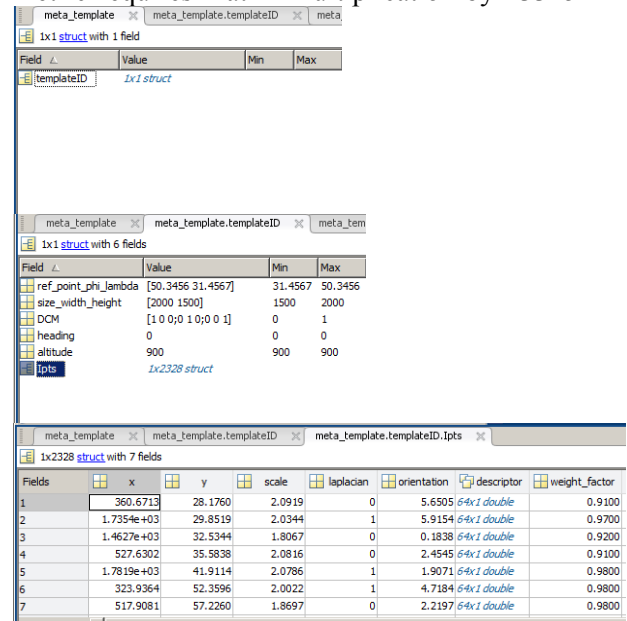 meta_template meta_template.templateID meta
1x1 struct with 1 field
Field Value Min Max
templateID 1x1 struct
meta_template meta_template.templateID meta_tem
1x1 struct with 6 fields
Field Value Min Max
ref_point_phi_lambda [50.3456 31.4567] 31.4567 50.3456
size_width_height [2000 1500] 1500 2000
DCM [1 0 0;0 1 0;0 0 1] 0 1
heading 0 0 0
altitude 900 900 900
Ipts 1x2328 struct
meta_template meta_template.templateID meta_template.templateID.Ipts
1x2328 struct with 7 fields
Fields x y scale laplacian orientation descriptor weight_factor
1 360.6713 28.1760 2.0919 0 5.6505 64x1 double 0.9100
2 1.7354e+03 29.8519 2.0344 1 5.9154 64x1 double 0.9700
3 1.4627e+03 32.5344 1.8067 0 0.1838 64x1 double 0.9200
4 527.6302 35.5838 2.0816 0 2.4545 64x1 double 0.9100
5 1.7819e+03 41.9114 2.0786 1 1.9071 64x1 double 0.9800
6 323.9364 52.3596 2.0022 1 4.7184 64x1 double 0.9800
7 517.9081 57.2260 1.8697 0 2.2197 64x1 double 0.9800